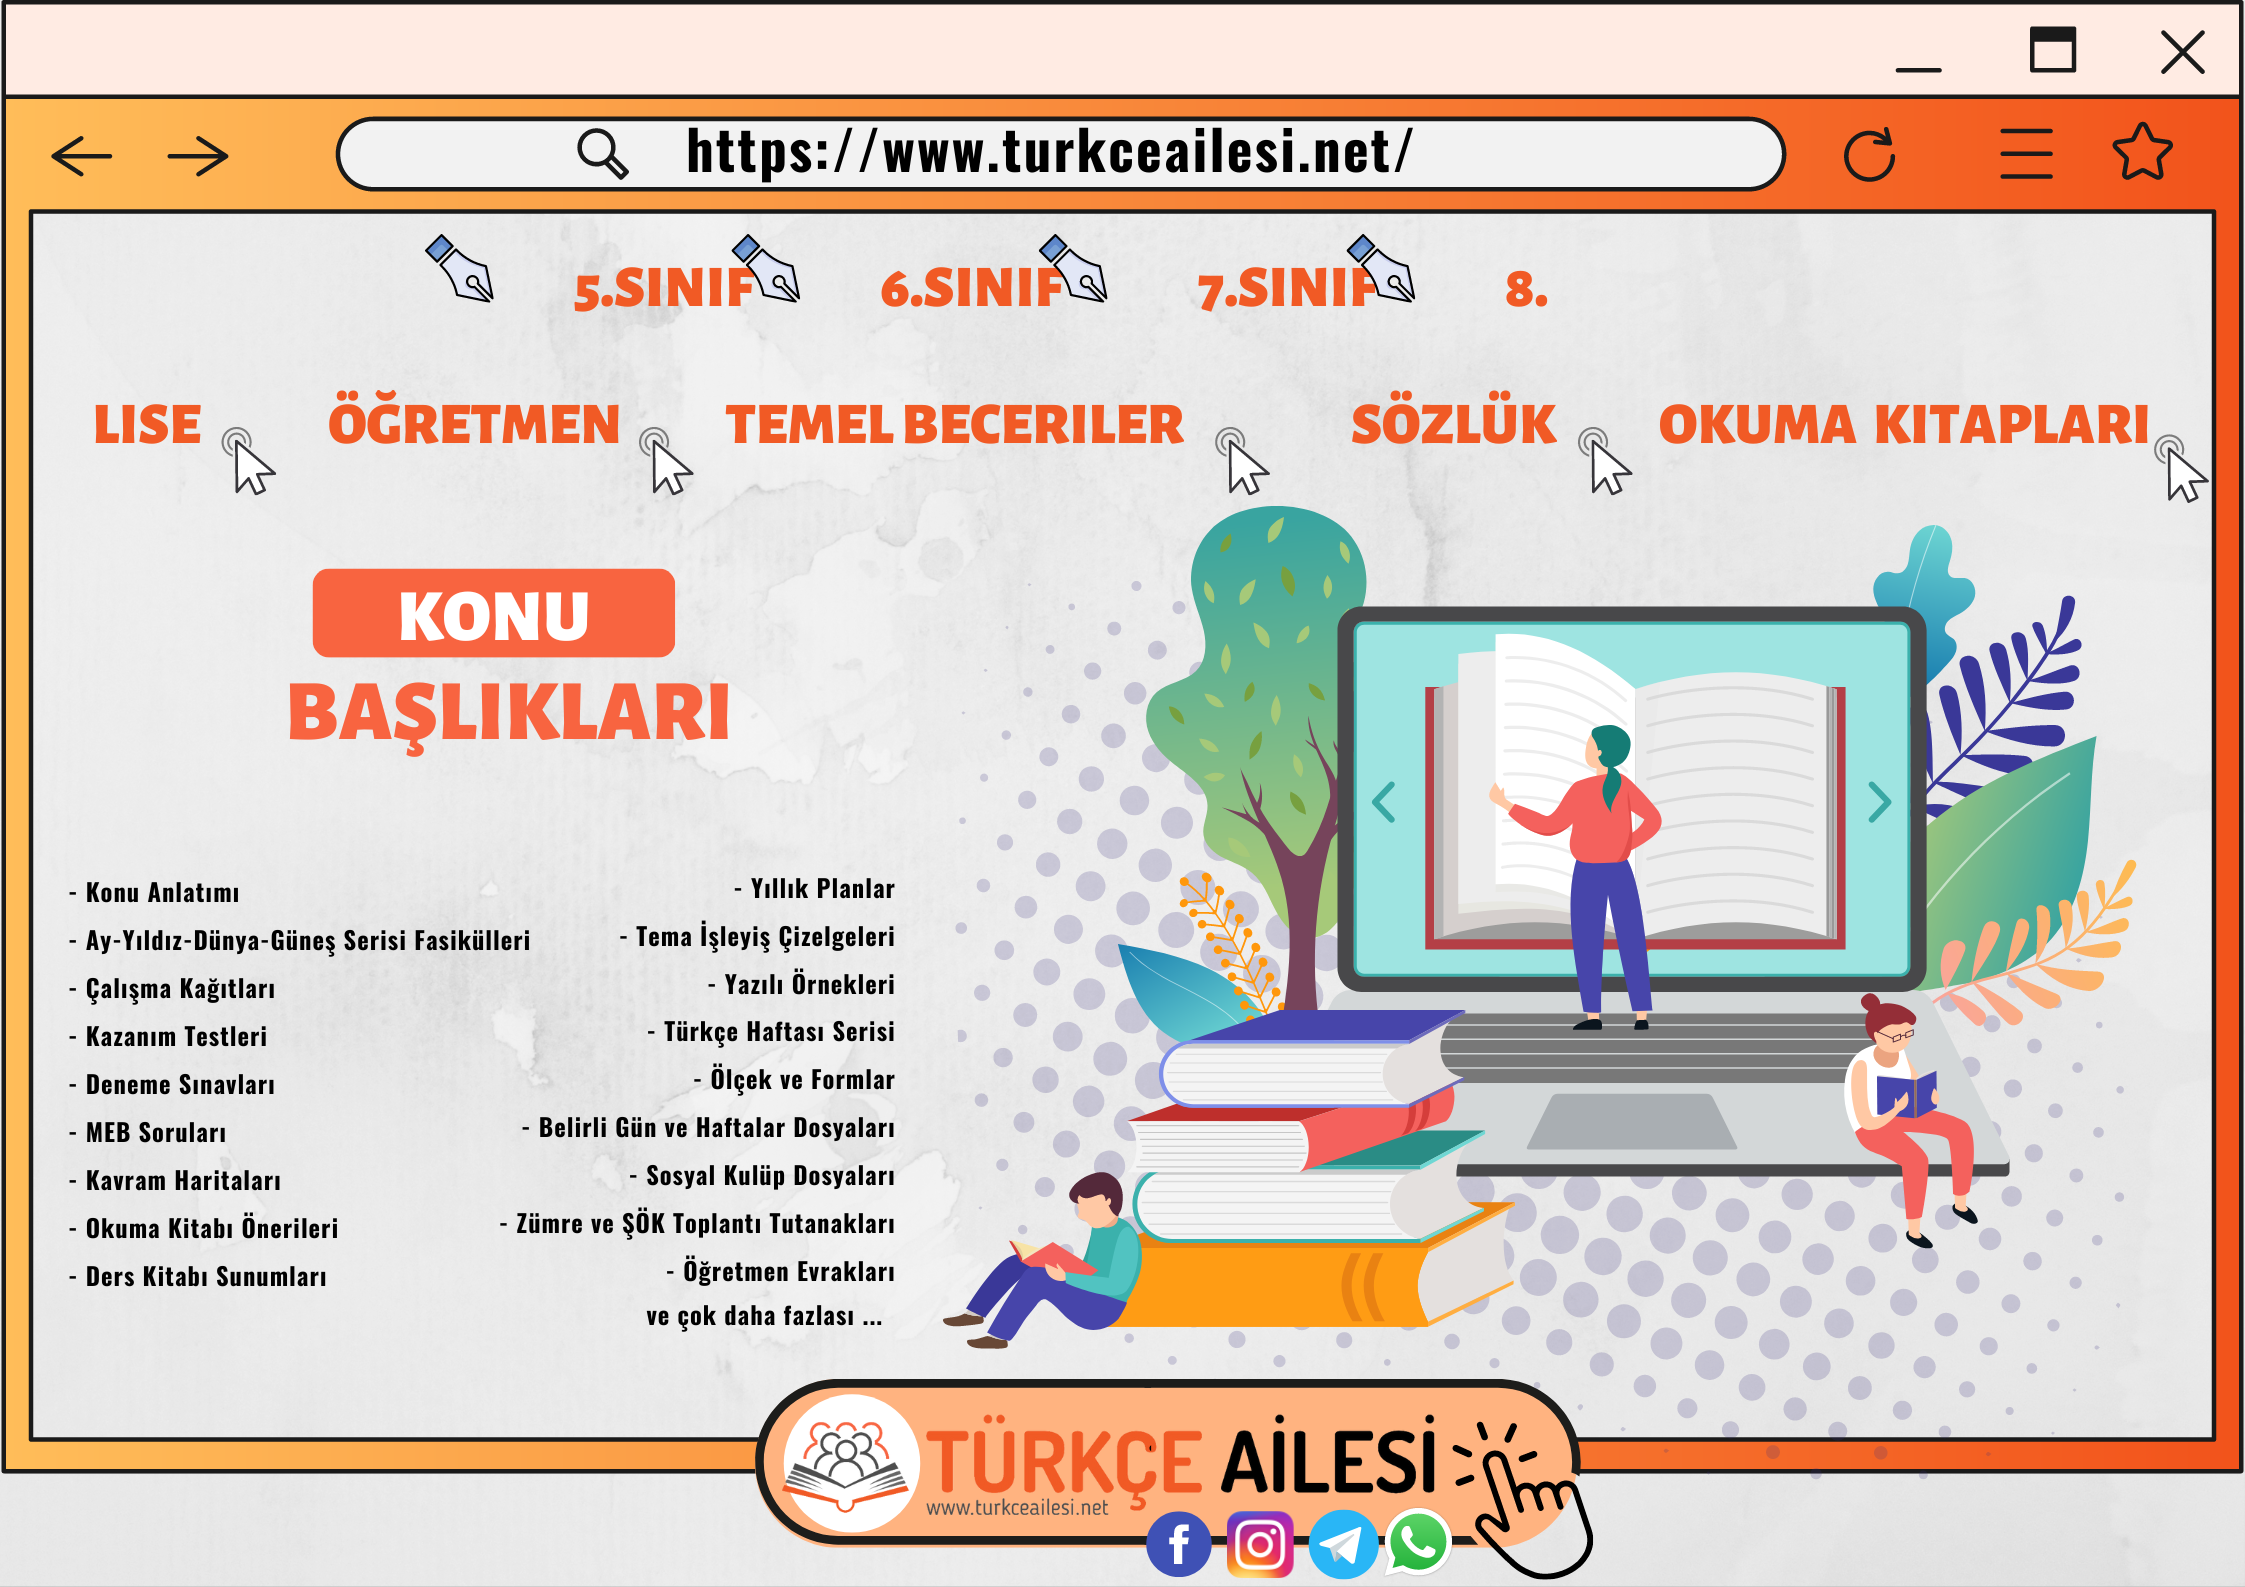 https://www.turkceailesi.net/
5.SINIF 6.SINIF 7.SINIF 8.
LISE ÖĞRETMEN TEMEL BECERILER SÖZLÜK OKUMA KITAPLARI
KONU
BAŞLIKLARI
- Konu Anlatımı
- Ay-Yıldız-Dünya-Güneş Serisi Fasikülleri
- Çalışma Kağıtları
- Kazanım Testleri
- Deneme Sınavları
- MEB Soruları
- Kavram Haritaları
- Okuma Kitabı Önerileri
- Ders Kitabı Sunumları
- Yıllık Planlar
- Tema İşleyiş Çizelgeleri
- Yazılı Örnekleri
- Türkçe Haftası Serisi
- Ölçek ve Formlar
- Belirli Gün ve Haftalar Dosyaları
- Sosyal Kulüp Dosyaları
- Zümre ve ŞÖK Toplantı Tutanakları
- Öğretmen Evrakları
ve çok daha fazlası ...
TÜRKÇE AİLESİ
www.turkceailesi.net